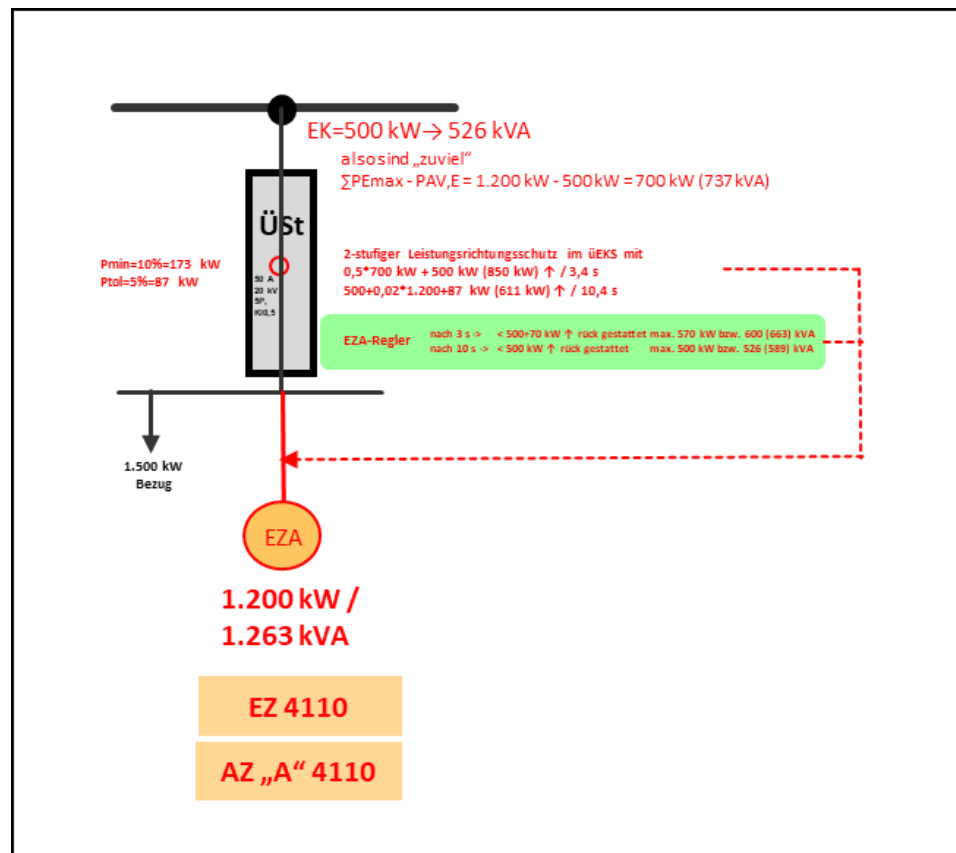 EK=500 kW→ 526 kVA
also sind „zuviel“
∑PEmax - PAV,E = 1.200 kW - 500 kW = 700 kW (737 kVA)
ÜSt
Pmin=10%=173 kW
Ptol=5%=87 kW
50 A
20 kV
5P,
Kl0,5
2-stufiger Leistungsrichtungsschutz im üEKS mit
0,5*700 kW + 500 kW (850 kW) ↑ / 3,4 s
500+0,02*1.200+87 kW (611 kW) ↑ / 10,4 s
EZA-Regler
nach 3 s -> < 500+70 kW ↑ rück gestattet max. 570 kW bzw. 600 (663) kVA
nach 10 s -> < 500 kW ↑ rück gestattet max. 500 kW bzw. 526 (589) kVA
1.500 kW
Bezug
EZA
1.200 kW /
1.263 kVA
EZ 4110
AZ „A“ 4110